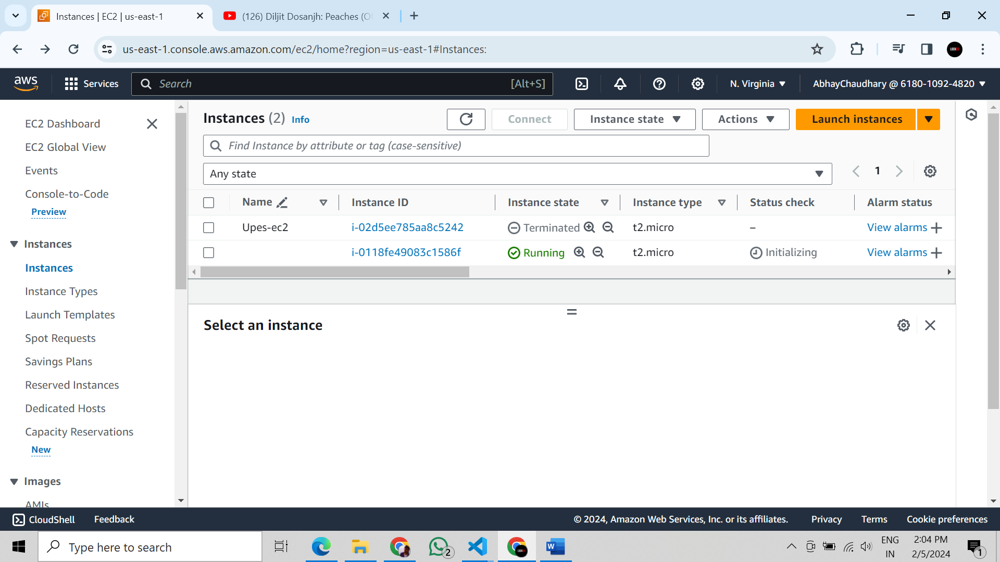 Instances | EC2 | us-east-1
(126) Diljit Dosanjh: Peaches (O
us-east-1.console.aws.amazon.com/ec2/home?region=us-east-1#Instances:
aws
Services
Search
[Alt+S]
N. Virginia
AbhayChaudhary @ 6180-1092-4820
EC2 Dashboard
EC2 Global View
Events
Console-to-Code
Preview
Instances
Instances
Instance Types
Launch Templates
Spot Requests
Savings Plans
Reserved Instances
Dedicated Hosts
Capacity Reservations
New
Images
AMIs
Instances (2) Info
Connect
Instance state
Actions
Launch instances
Find Instance by attribute or tag (case-sensitive)
Any state
1
Name Instance ID Instance state Instance type Status check Alarm status
Upes-ec2 i-02d5ee785aa8c5242 Terminated t2.micro – View alarms
i-0118fe49083c1586f Running t2.micro Initializing View alarms
Select an instance
CloudShell
Feedback
© 2024, Amazon Web Services, Inc. or its affiliates.
Privacy
Terms
Cookie preferences
Type here to search
2
W
ENG
IN
2:04 PM
2/5/2024
1